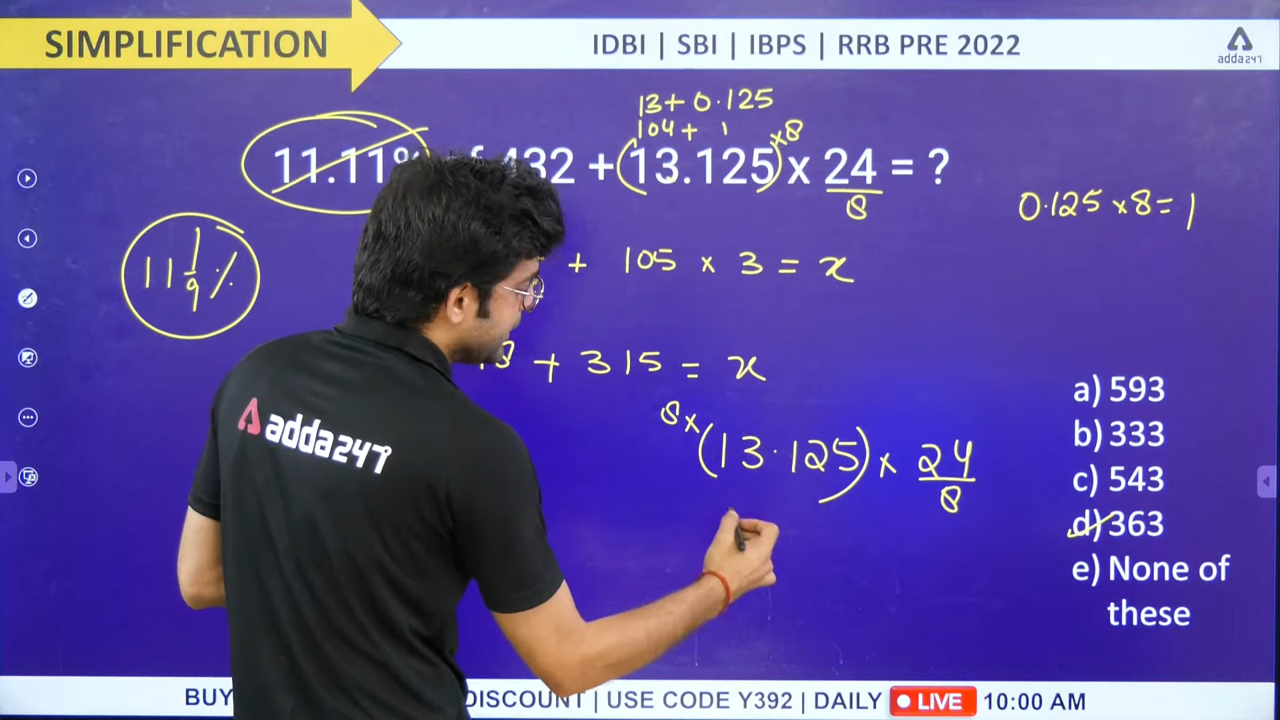 SIMPLIFICATION
IDBI | SBI | IBPS | RRB PRE 2022
adda247
13 + 0.125
104 + 1
11.11% 432 + (13.125)×8 x 24/8 = ?
0.125 × 8 = 1
11 1/9 %
+ 105 × 3 = x
+ 315 = x
8×(13.125) × 24/8
a) 593
b) 333
c) 543
d) 363
e) None of
these
adda247
BUY DISCOUNT | USE CODE Y392 | DAILY LIVE 10:00 AM